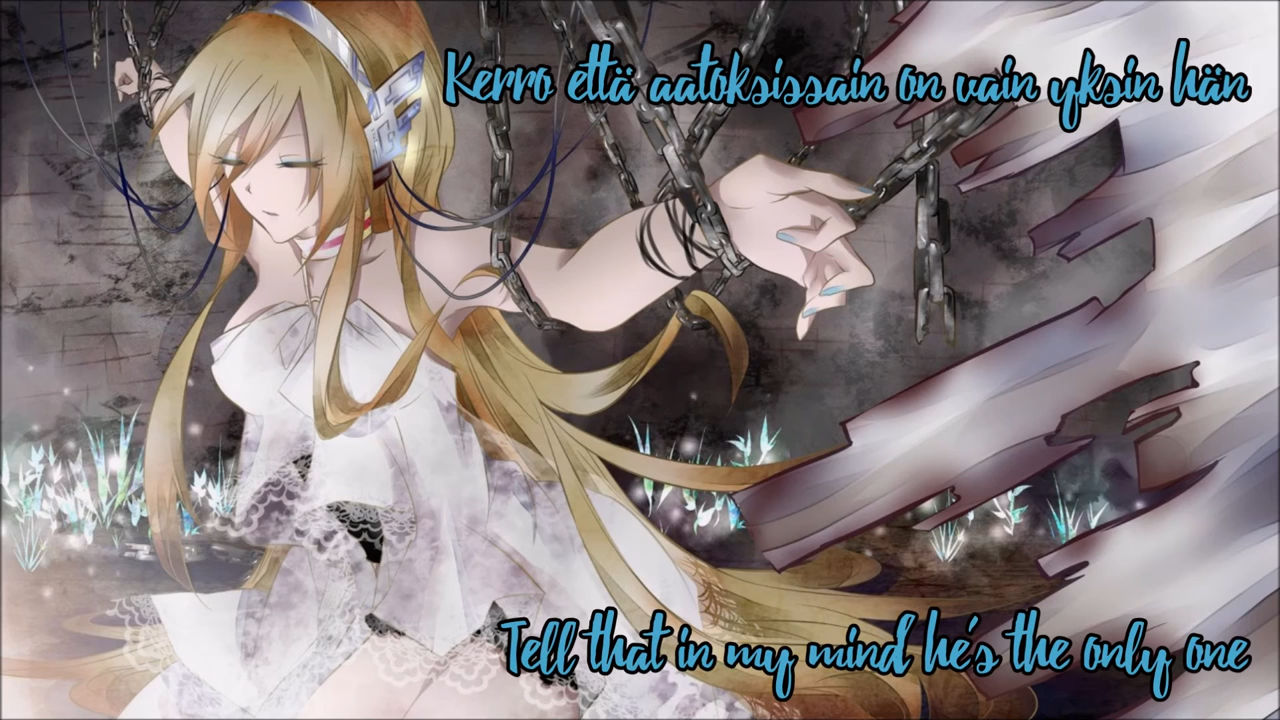 Kerro että aatoksissain on vain yksin hän
Tell that in my mind he's the only one